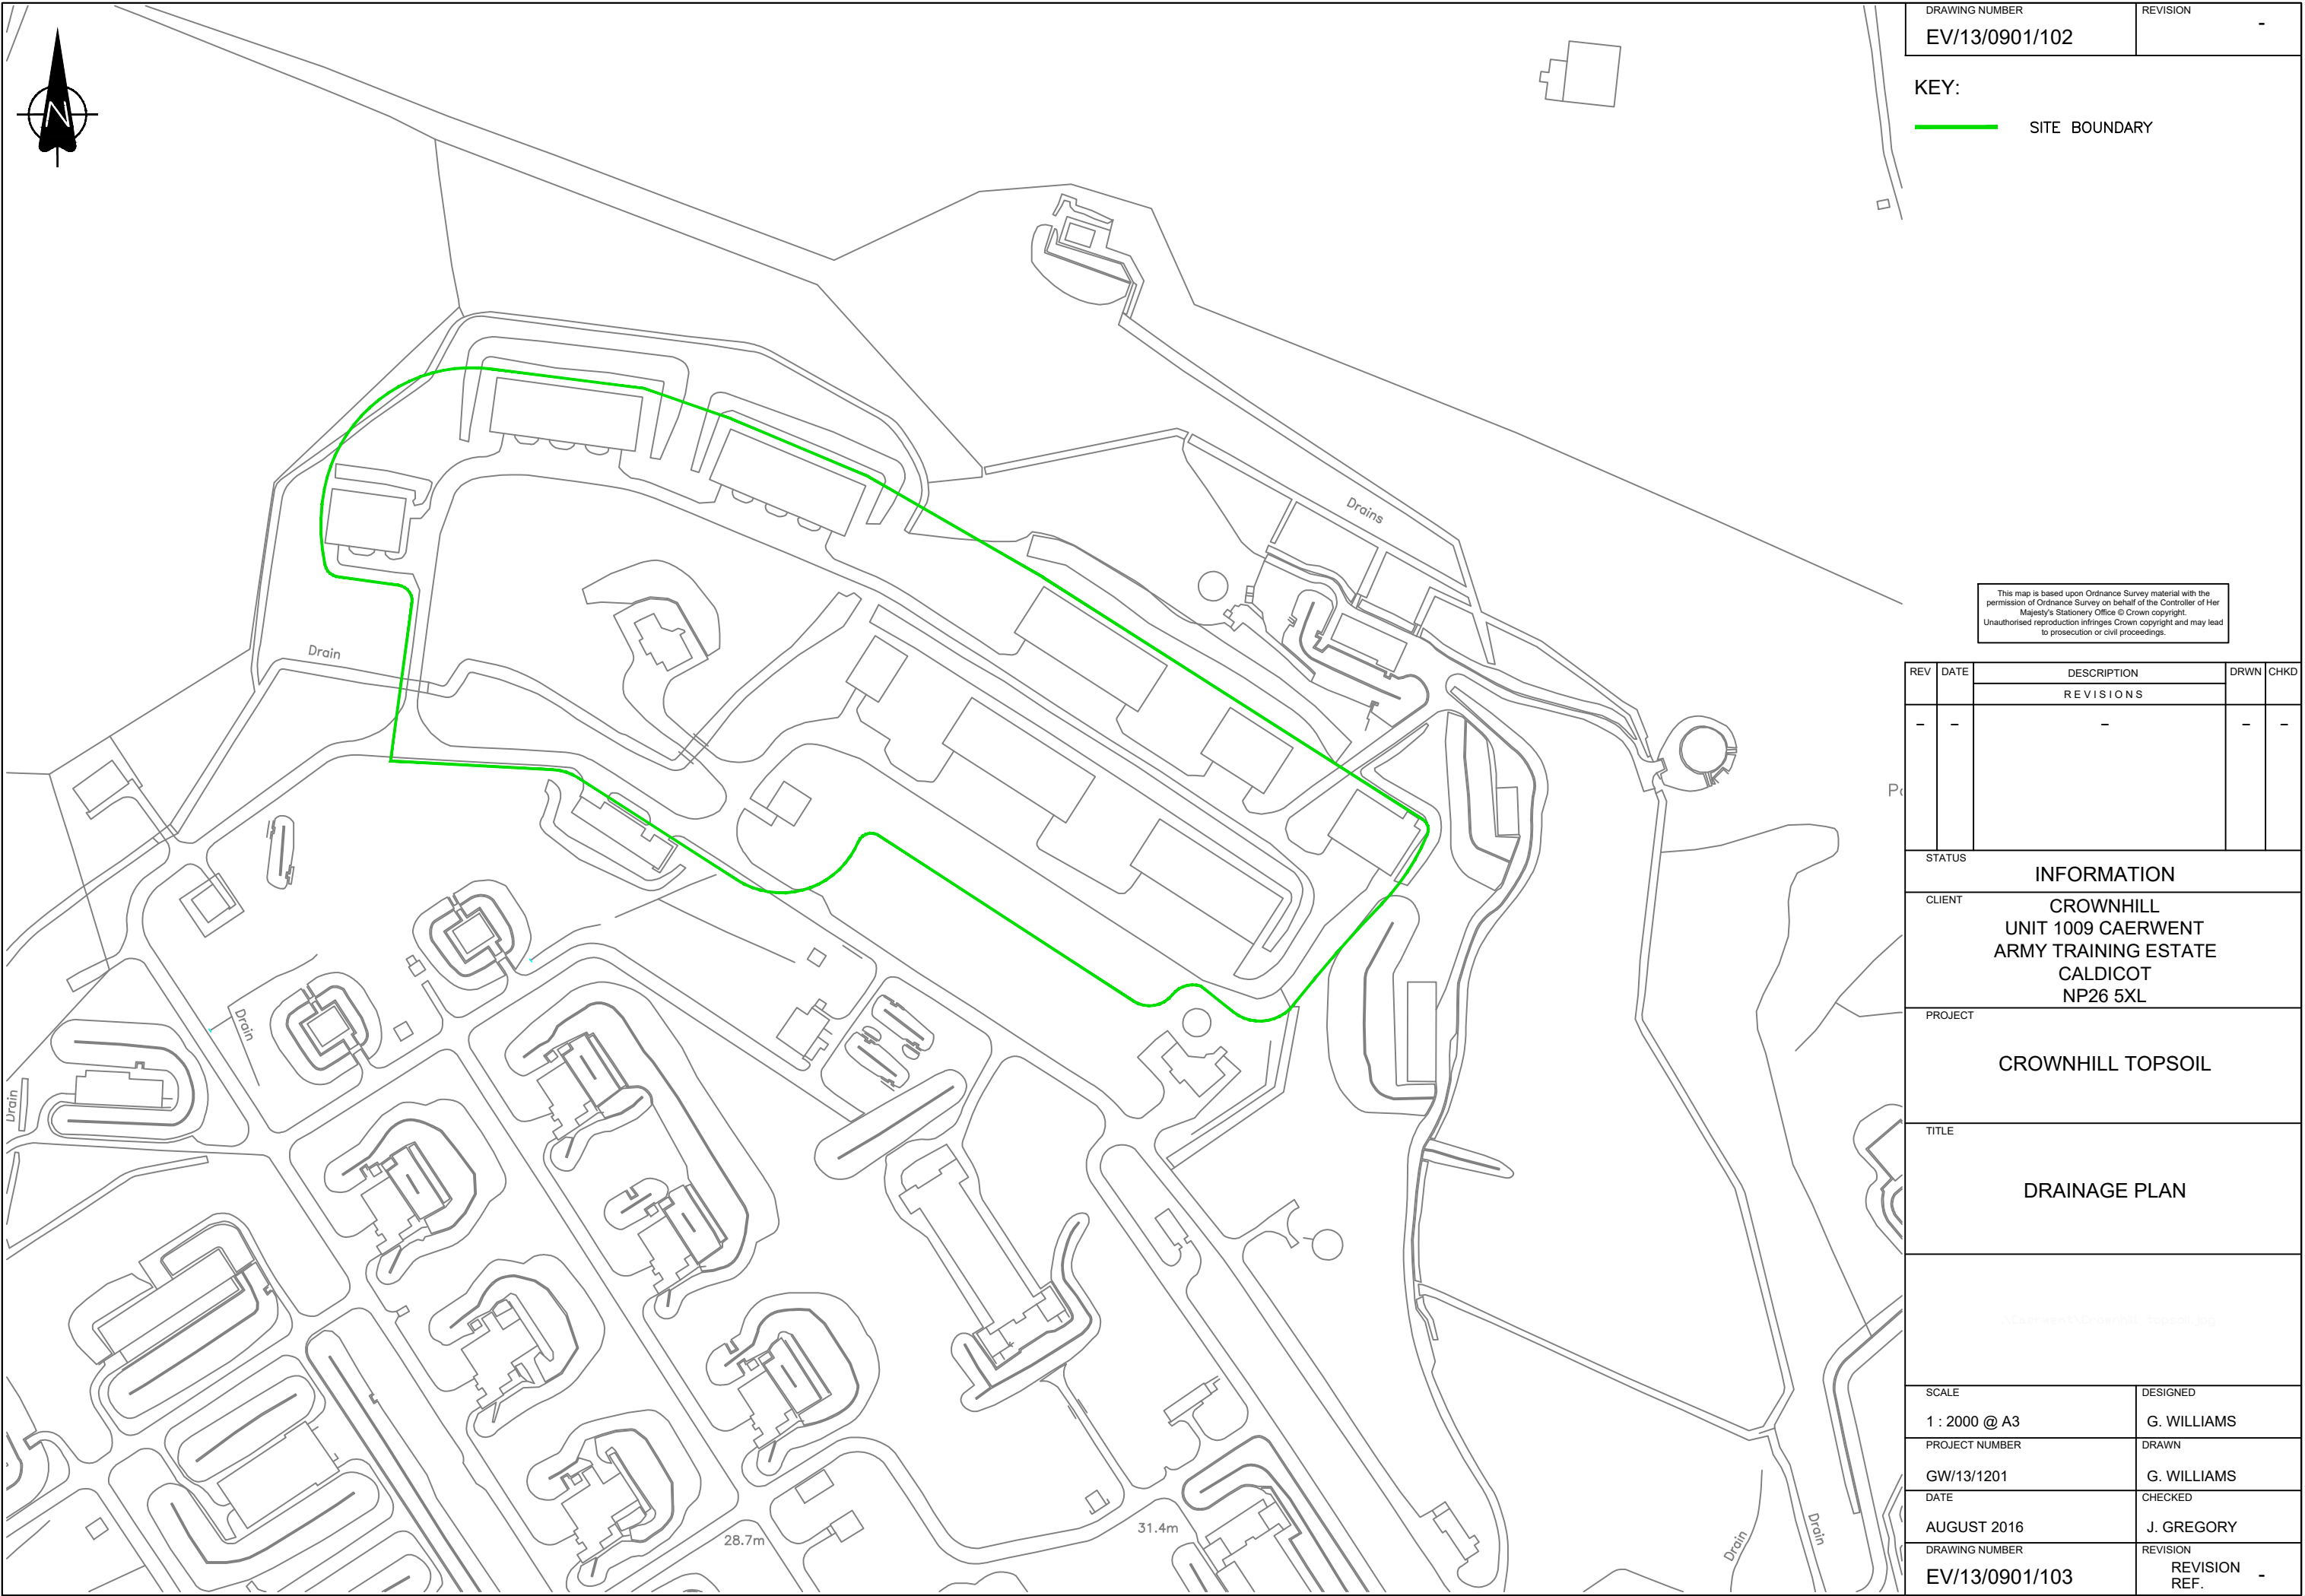 DRAWING NUMBER
REVISION
EV/13/0901/102
-
KEY:
SITE BOUNDARY
N
Drains
Drain
Drain
Drain
28.7m
31.4m
Drain
Drain
This map is based upon Ordnance Survey material with the
permission of Ordnance Survey on behalf of the Controller of Her
Majesty's Stationery Office © Crown copyright.
Unauthorised reproduction infringes Crown copyright and may lead
to prosecution or civil proceedings.
REV DATE DESCRIPTION DRWN CHKD
REVISIONS
- - - - -
STATUS
INFORMATION
CLIENT
CROWNHILL
UNIT 1009 CAERWENT
ARMY TRAINING ESTATE
CALDICOT
NP26 5XL
PROJECT
CROWNHILL TOPSOIL
TITLE
DRAINAGE PLAN
SCALE
DESIGNED
1 : 2000 @ A3
G. WILLIAMS
PROJECT NUMBER
DRAWN
GW/13/1201
G. WILLIAMS
DATE
CHECKED
AUGUST 2016
J. GREGORY
DRAWING NUMBER
REVISION
EV/13/0901/103
REVISION
REF. -